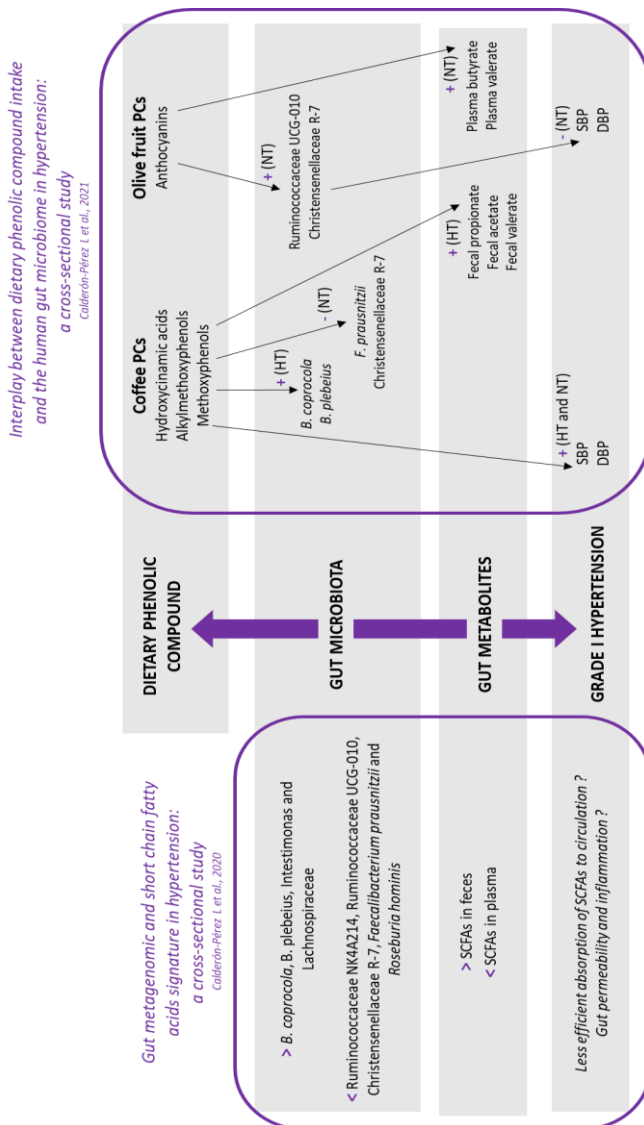 Gut metagenomic and short chain fatty
acids signature in hypertension:
a cross-sectional study
Calderón-Pérez L et al., 2020
> B. coprocola, B. plebeius, Intestimonas and
Lachnospiraceae
< Ruminococcaceae NK4A214, Ruminococcaceae UCG-010,
Christensenellaceae R-7, Faecalibacterium prausnitzii and
Roseburia hominis
> SCFAs in feces
< SCFAs in plasma
Less efficient absorption of SCFAs to circulation ?
Gut permeability and inflammation ?
DIETARY PHENOLIC
COMPOUND
GUT MICROBIOTA
GUT METABOLITES
GRADE I HYPERTENSION
Interplay between dietary phenolic compound intake
and the human gut microbiome in hypertension:
a cross-sectional study
Calderón-Pérez L et al., 2021
Coffee PCs
Hydroxycinamic acids
Alkylmethoxyphenols
Methoxyphenols
Olive fruit PCs
Anthocyanins
+ (HT)
B. coprocola
B. plebeius
- (NT)
F. prausnitzii
Christensenellaceae R-7
+ (NT)
Ruminoccaceae UCG-010
Christensenellaceae R-7
+ (HT)
Fecal propionate
Fecal acetate
Fecal valerate
+ (NT)
Plasma butyrate
Plasma valerate
+ (HT and NT)
SBP
DBP
- (NT)
SBP
DBP